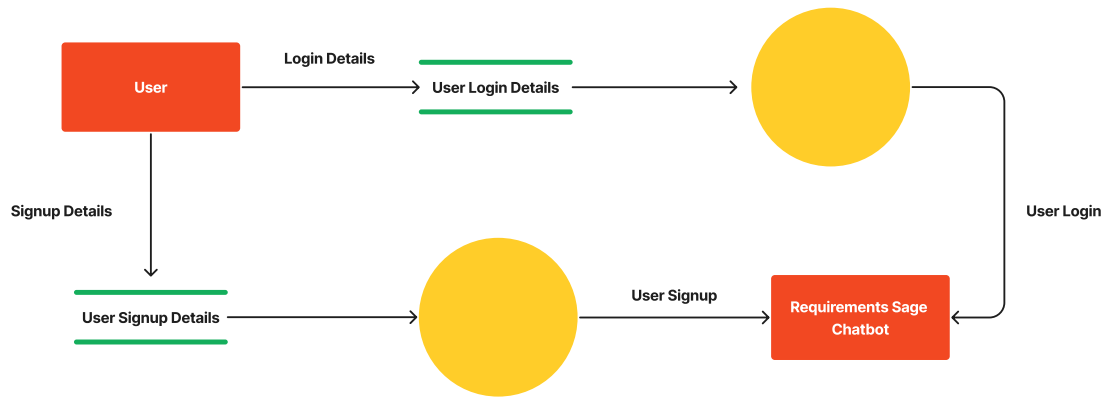 Login Details
User
User Login Details
Signup Details
User Login
User Signup
Requirements Sage
Chatbot
User Signup Details